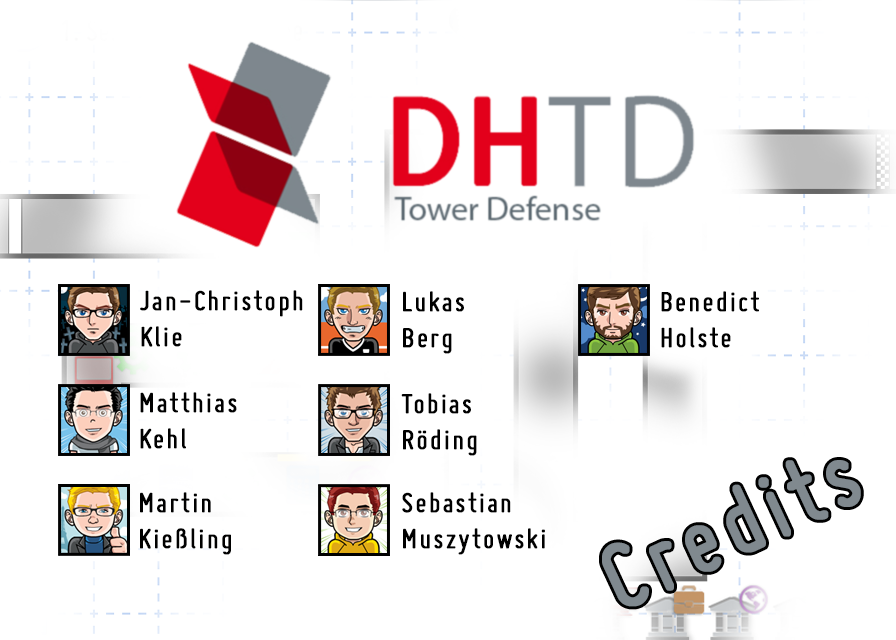 DHTD
Tower Defense
Jan-Christoph
Klie
Lukas
Berg
Benedict
Holste
Matthias
Kehl
Tobias
Röding
Martin
Kießling
Sebastian
Muszytowski
Credits